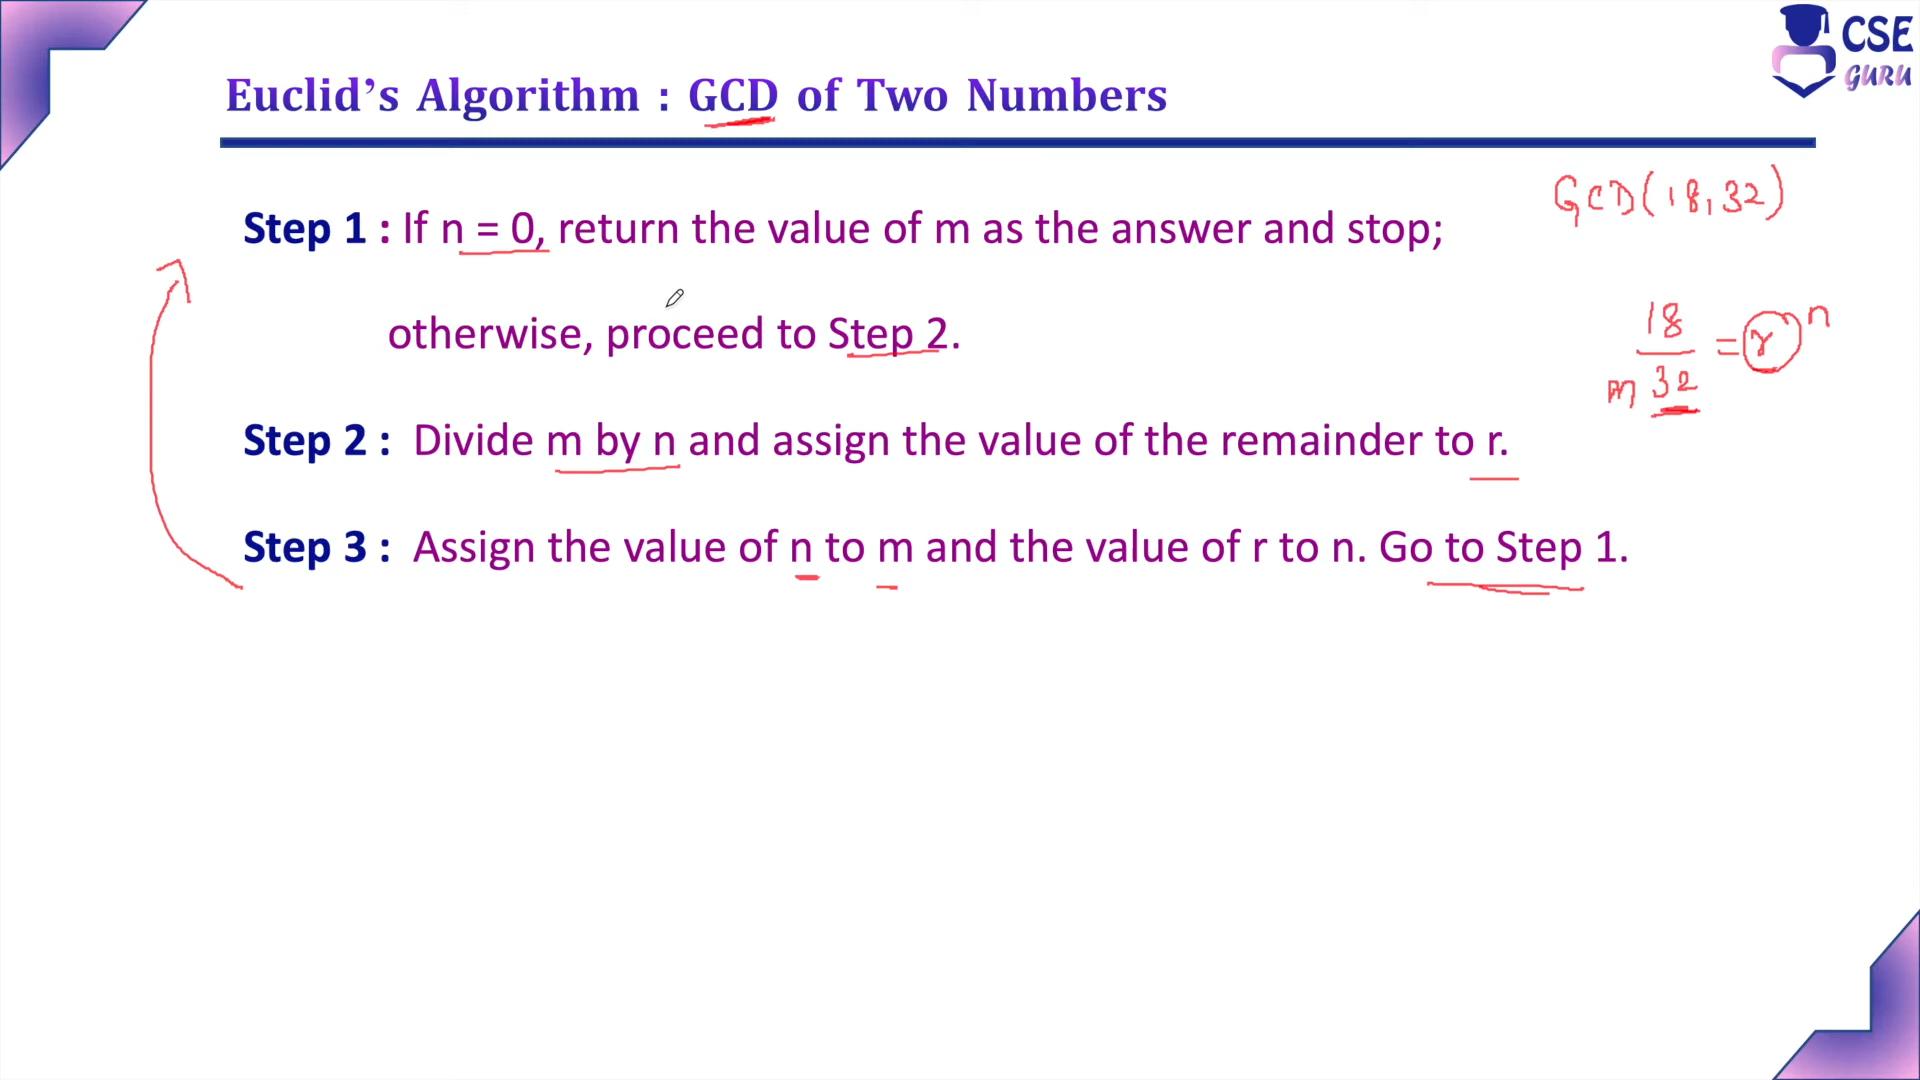 CSE
GURU
Euclid’s Algorithm : GCD of Two Numbers
GCD(18,32)
Step 1 : If n = 0, return the value of m as the answer and stop;
otherwise, proceed to Step 2.
18
= r n
m 32
Step 2 : Divide m by n and assign the value of the remainder to r.
Step 3 : Assign the value of n to m and the value of r to n. Go to Step 1.